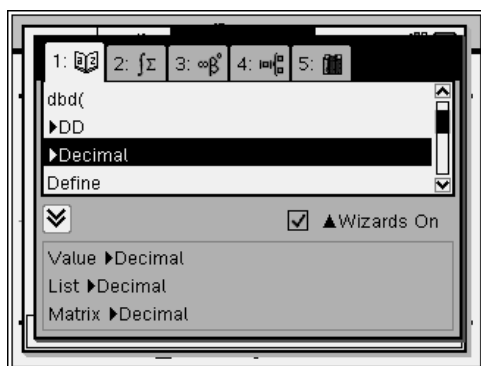 1: 2: ∫Σ 3: ∞β° 4: 5:
dbd(
▶DD
▶Decimal
Define
▲Wizards On
Value ▶Decimal
List ▶Decimal
Matrix ▶Decimal